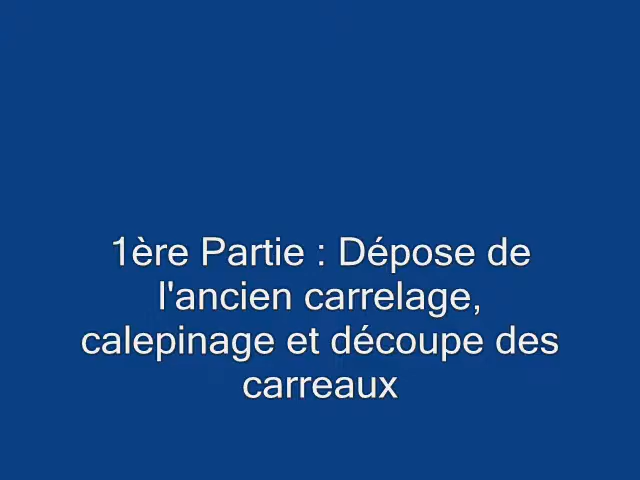 1ère Partie : Dépose de
l'ancien carrelage,
calepinage et découpe des
carreaux